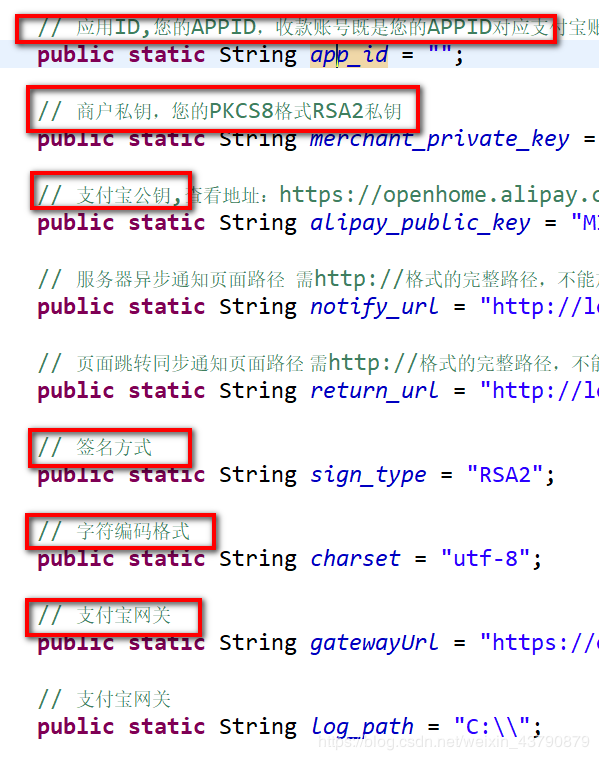 // 应用ID,您的APPID，收款账号既是您的APPID对应支付宝账
public static String app_id = "";
// 商户私钥，您的PKCS8格式RSA2私钥
public static String merchant_private_key =
// 支付宝公钥,查看地址：https://openhome.alipay.c
public static String alipay_public_key = "MI
// 服务器异步通知页面路径 需http://格式的完整路径，不能加
public static String notify_url = "http://lo
// 页面跳转同步通知页面路径 需http://格式的完整路径，不能
public static String return_url = "http://lo
// 签名方式
public static String sign_type = "RSA2";
// 字符编码格式
public static String charset = "utf-8";
// 支付宝网关
public static String gatewayUrl = "https://o
// 支付宝网关
public static String log_path = "C:\\";
https://blog.csdn.net/weixin_43790879